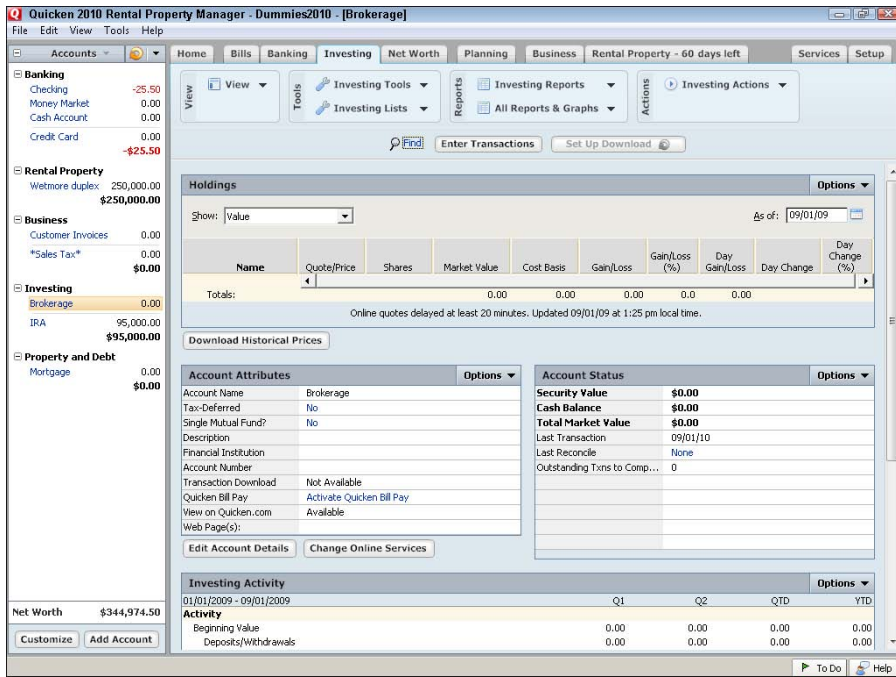 Quicken 2010 Rental Property Manager - Dummies2010 - [Brokerage]
File Edit View Tools Help
Accounts
Home Bills Banking Investing Net Worth Planning Business Rental Property - 60 days left Services Setup
View
View
Tools
Investing Tools
Investing Lists
Reports
Investing Reports
All Reports & Graphs
Actions
Investing Actions
Find Enter Transactions Set Up Download
Banking
Checking -25.50
Money Market 0.00
Cash Account 0.00
Credit Card 0.00
-$25.50
Rental Property
Wetmore duplex 250,000.00
$250,000.00
Business
Customer Invoices 0.00
*Sales Tax* 0.00
$0.00
Investing
Brokerage 0.00
IRA 95,000.00
$95,000.00
Property and Debt
Mortgage 0.00
$0.00
Net Worth $344,974.50
Customize Add Account
Holdings Options
Show: Value As of: 09/01/09
Name Quote/Price Shares Market Value Cost Basis Gain/Loss Gain/Loss (%) Day Gain/Loss Day Change Day Change (%)
Totals: 0.00 0.00 0.00 0.0 0.00
Online quotes delayed at least 20 minutes. Updated 09/01/09 at 1:25 pm local time.
Download Historical Prices
Account Attributes Options
Account Name Brokerage
Tax-Deferred No
Single Mutual Fund? No
Description
Financial Institution
Account Number
Transaction Download Not Available
Quicken Bill Pay Activate Quicken Bill Pay
View on Quicken.com Available
Web Page(s):
Edit Account Details Change Online Services
Account Status Options
Security Value $0.00
Cash Balance $0.00
Total Market Value $0.00
Last Transaction 09/01/10
Last Reconcile None
Outstanding Txns to Comp... 0
Investing Activity Options
01/01/2009 - 09/01/2009 Q1 Q2 QTD YTD
Activity
Beginning Value 0.00 0.00 0.00 0.00
Deposits/Withdrawals 0.00 0.00 0.00 0.00
To Do Help